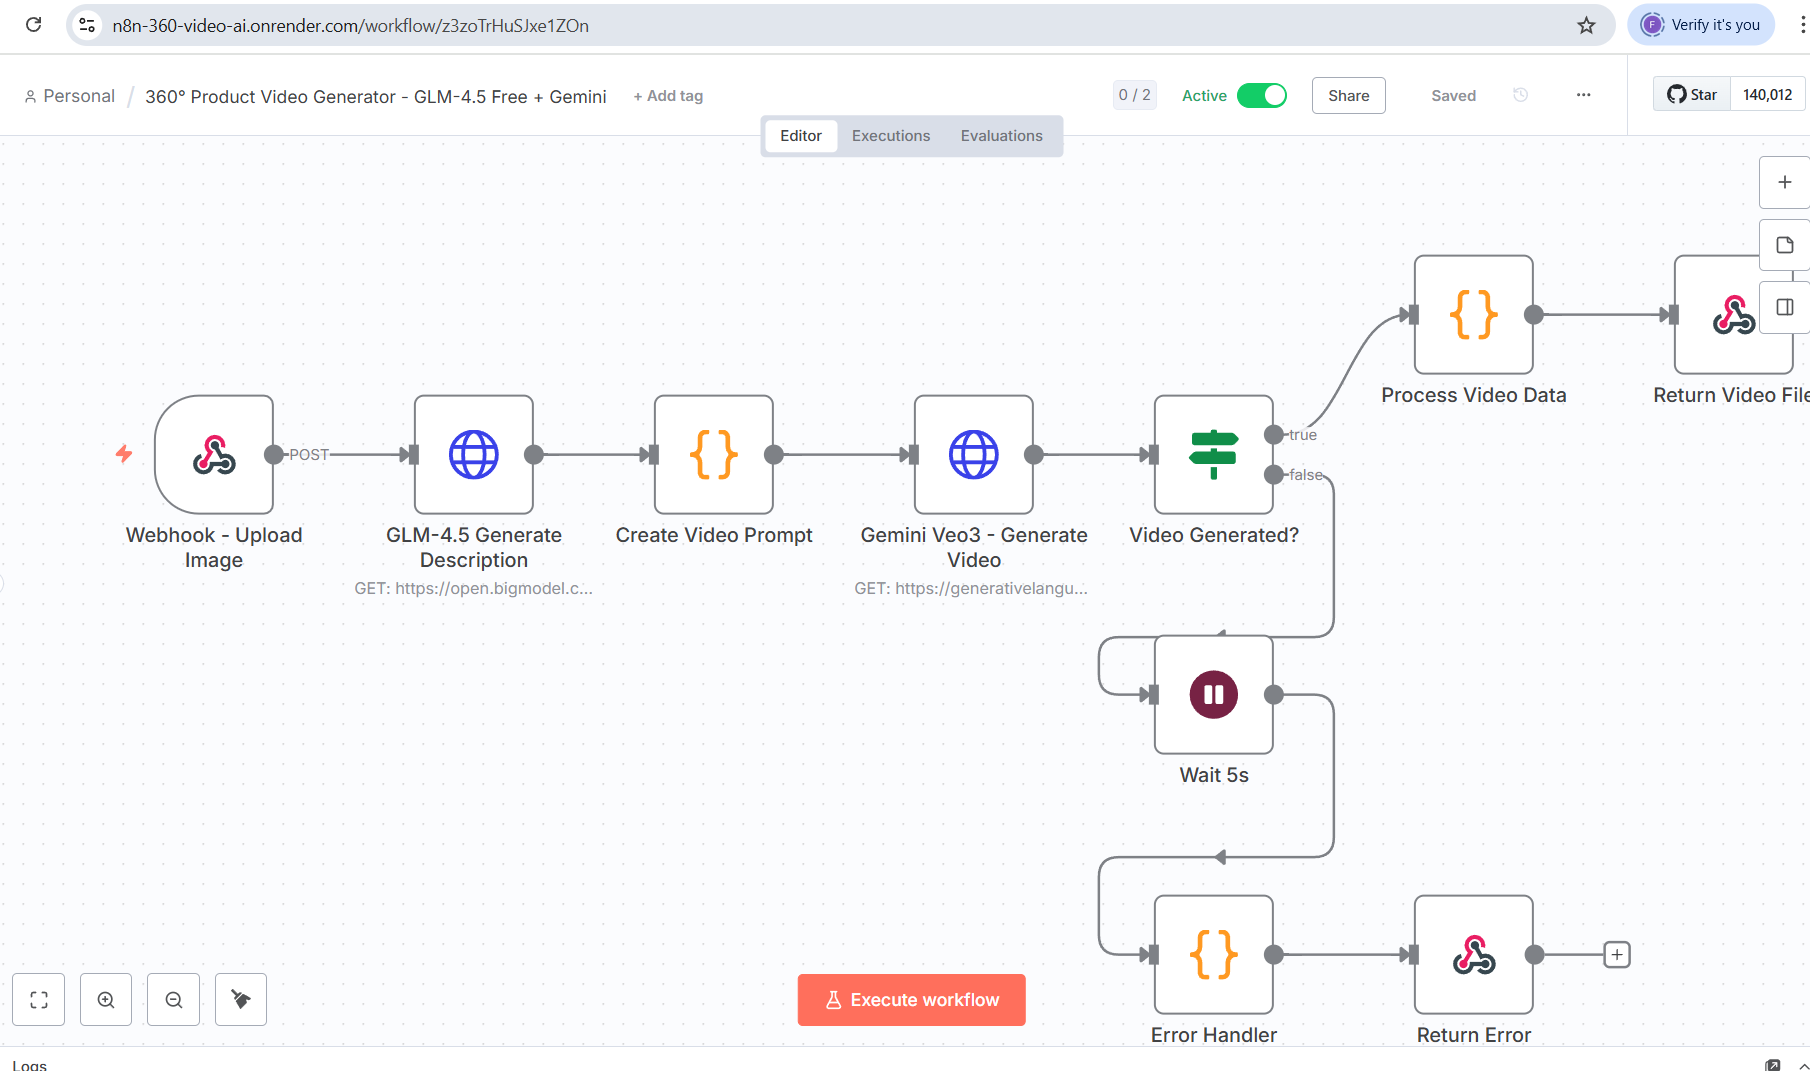 n8n-360-video-ai.onrender.com/workflow/z3zoTrHuSJxe1ZOn
F
Verify it's you
Personal / 360° Product Video Generator - GLM-4.5 Free + Gemini
+ Add tag
0 / 2
Active
Share
Saved
Star
140,012
Editor
Executions
Evaluations
Process Video Data
Return Video File
true
false
POST
Webhook - Upload
Image
GLM-4.5 Generate
Description
GET: https://open.bigmodel.c...
Create Video Prompt
Gemini Veo3 - Generate
Video
GET: https://generativelangu...
Video Generated?
Wait 5s
Execute workflow
Error Handler
Return Error
Logs